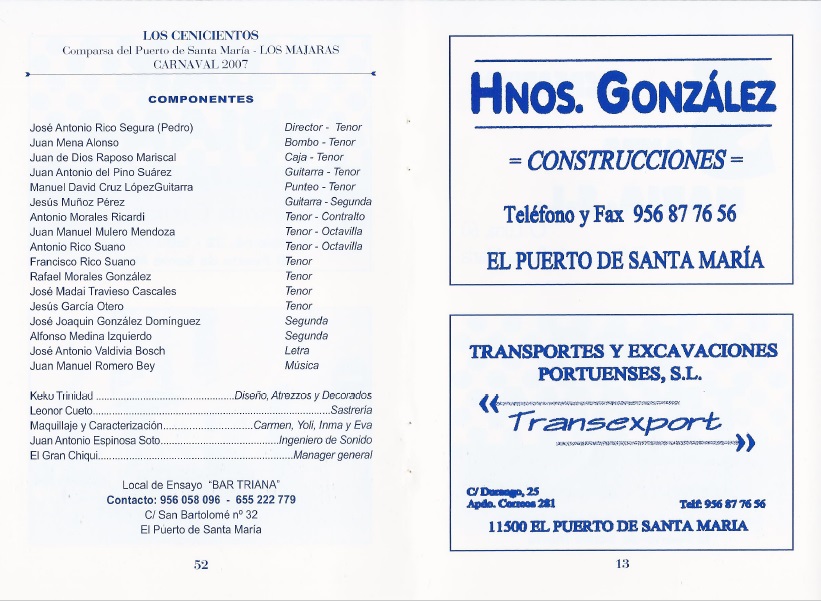 LOS CENICIENTOS
Comparsa del Puerto de Santa María - LOS MAJARAS
CARNAVAL 2007
COMPONENTES
José Antonio Rico Segura (Pedro) Director - Tenor
Juan Mena Alonso Bombo - Tenor
Juan de Dios Raposo Mariscal Caja - Tenor
Juan Antonio del Pino Suárez Guitarra - Tenor
Manuel David Cruz LópezGuitarra Punteo - Tenor
Jesús Muñoz Pérez Guitarra - Segunda
Antonio Morales Ricardi Tenor - Contralto
Juan Manuel Mulero Mendoza Tenor - Octavilla
Antonio Rico Suano Tenor - Octavilla
Francisco Rico Suano Tenor
Rafael Morales González Tenor
José Madai Travieso Cascales Tenor
Jesús García Otero Tenor
José Joaquin González Domínguez Segunda
Alfonso Medina Izquierdo Segunda
José Antonio Valdivia Bosch Letra
Juan Manuel Romero Bey Música
Keku Trinidad ..............................................Diseño, Atrezzos y Decorados
Leonor Cueto...............................................................................Sastrería
Maquillaje y Caracterización..............................Carmen, Yoli, Inma y Eva
Juan Antonio Espinosa Soto.......................................Ingeniero de Sonido
El Gran Chiqui.................................................................Manager general
Local de Ensayo "BAR TRIANA"
Contacto: 956 058 096 - 655 222 779
C/ San Bartolomé nº 32
El Puerto de Santa María
52
HNOS. GONZÁLEZ
= CONSTRUCCIONES =
Teléfono y Fax 956 87 76 56
EL PUERTO DE SANTA MARÍA
TRANSPORTES Y EXCAVACIONES
PORTUENSES, S.L.
Transexport
C/ Durango, 25
Apdo. Correos 281 Telf: 956 87 76 56
11500 EL PUERTO DE SANTA MARIA
13